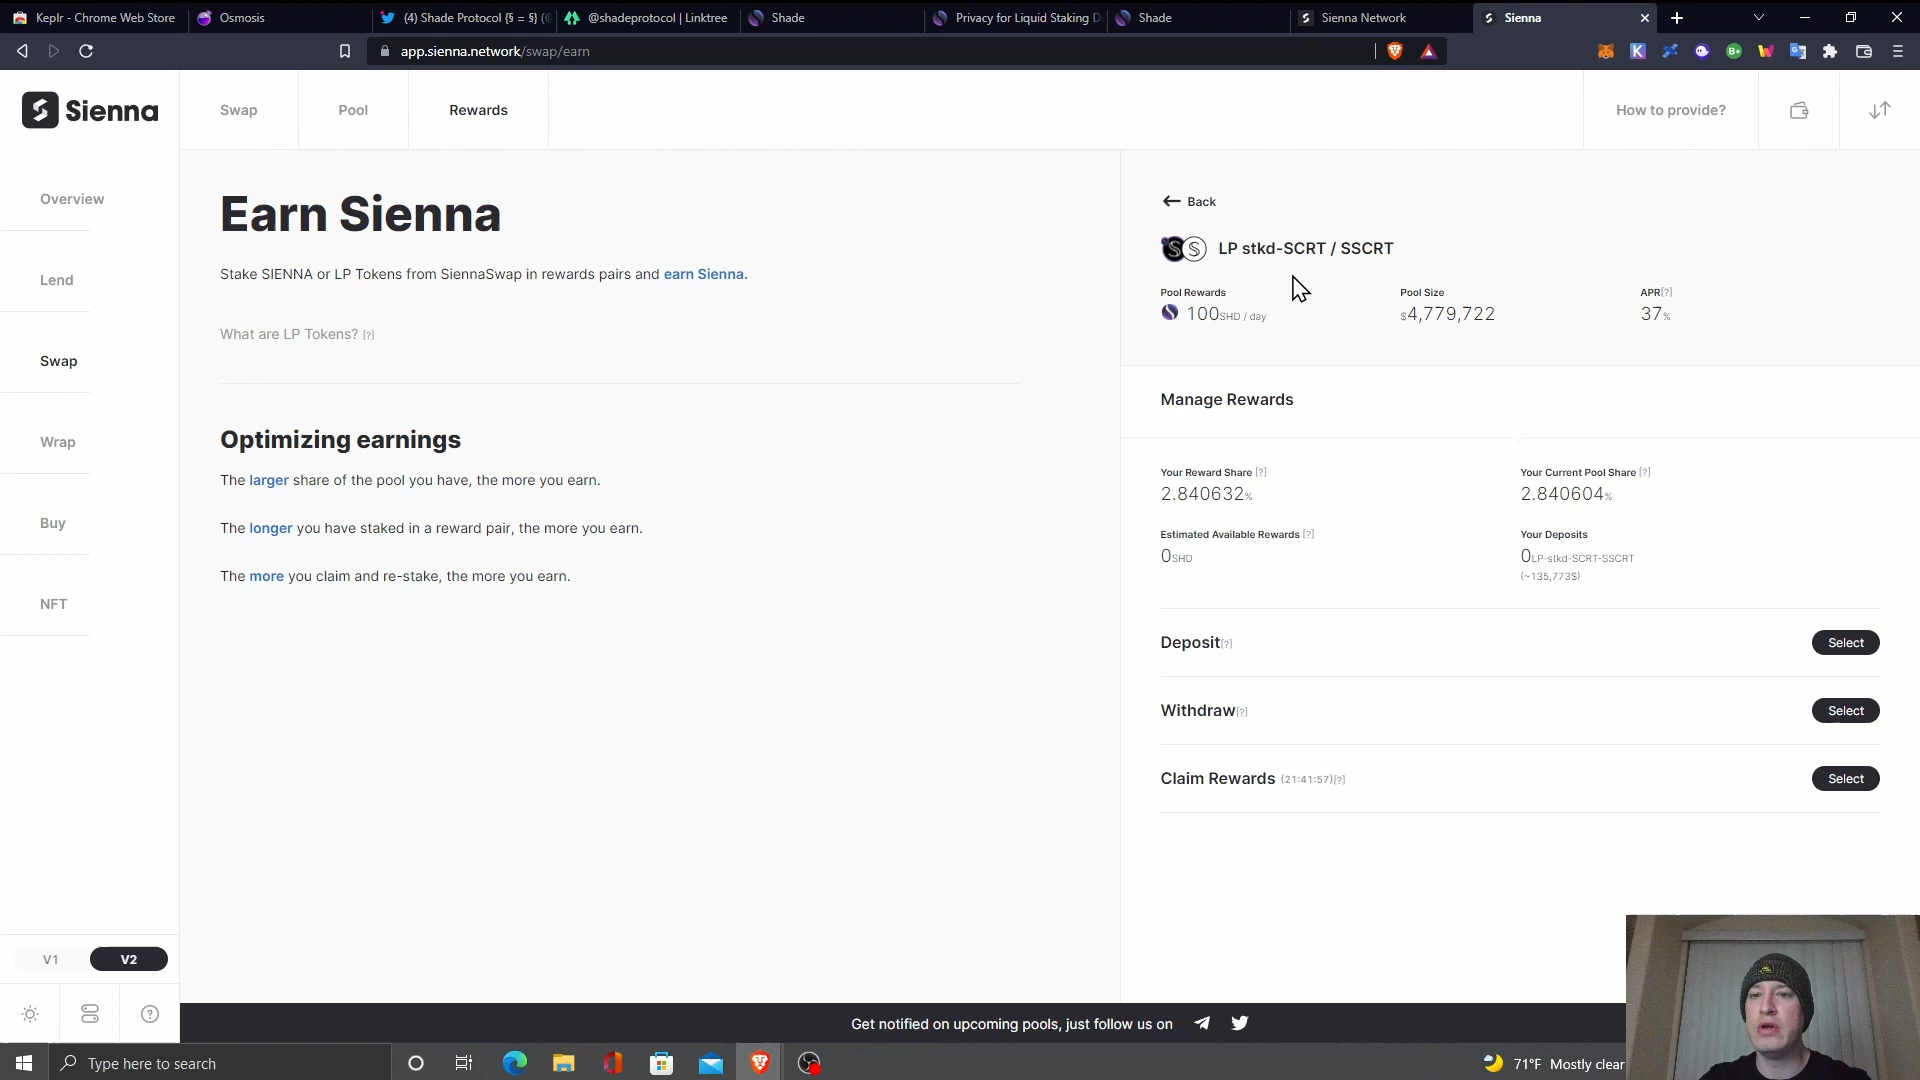 Keplr - Chrome Web Store
Osmosis
(4) Shade Protocol {§ = §} (@
@shadeprotocol | Linktree
Shade
Privacy for Liquid Staking D
Shade
Sienna Network
Sienna
app.sienna.network/swap/earn
Sienna
Swap
Pool
Rewards
How to provide?
Overview
Lend
Swap
Wrap
Buy
NFT
V1
V2
Earn Sienna
Stake SIENNA or LP Tokens from SiennaSwap in rewards pairs and earn Sienna.
What are LP Tokens? [?]
Optimizing earnings
The larger share of the pool you have, the more you earn.
The longer you have staked in a reward pair, the more you earn.
The more you claim and re-stake, the more you earn.
Back
LP stkd-SCRT / SSCRT
Pool Rewards
100 SHD / day
Pool Size
$4,779,722
APR[?]
37%
Manage Rewards
Your Reward Share [?]
2.840632%
Your Current Pool Share [?]
2.840604%
Estimated Available Rewards [?]
0 SHD
Your Deposits
0 LP-stkd-SCRT-SSCRT
(~135,773$)
Deposit[?]
Select
Withdraw[?]
Select
Claim Rewards (21:41:57)[?]
Select
Get notified on upcoming pools, just follow us on
Type here to search
71°F Mostly clear